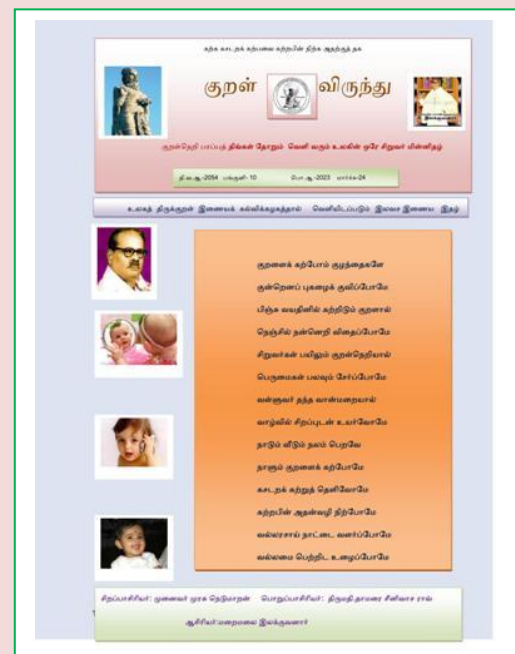 கற்க கசடறக் கற்பவை கற்றபின் நிற்க அதற்குத் தக
குறள் விருந்து
குறள்நெறி பரப்புத் திங்கள் தோறும் வெளி வரும் உலகின் ஒரே சிறுவர் மின்னிதழ்
தி.வ.ஆ.-2054 பங்குனி- 10 பொ.ஆ.-2023 மார்ச்சு-24
உலகத் திருக்குறள் இணையக் கல்விக்கழகத்தால் வெளியிடப்படும் இலவச இணைய இதழ்
குறளைக் கற்போம் குழந்தைகளே
குன்றெனப் புகழைக் குவிப்போமே
பிஞ்சு வயதினில் கற்றிடும் குறளால்
நெஞ்சில் நன்னெறி விதைப்போமே
சிறுவர்கள் பயிலும் குறள்நெறியால்
பெருமைகள் பலவும் சேர்ப்போமே
வள்ளுவர் தந்த வான்மறையால்
வாழ்வில் சிறப்புடன் உயர்வோமே
நாடும் வீடும் நலம் பெறவே
நாளும் குறளைக் கற்போமே
கசடறக் கற்றுத் தெளிவோமே
கற்றபின் அதன்வழி நிற்போமே
வல்லரசாய் நாட்டை வளர்ப்போமே
வல்லமை பெற்றிட உழைப்போமே
சிறப்பாசிரியர்: முனைவர் முரசு நெடுமாறன் பொறுப்பாசிரியர்: திருமதி.தாமரை சீனிவாச ராவ்
ஆசிரியர்:மறைமலை இலக்குவனார்